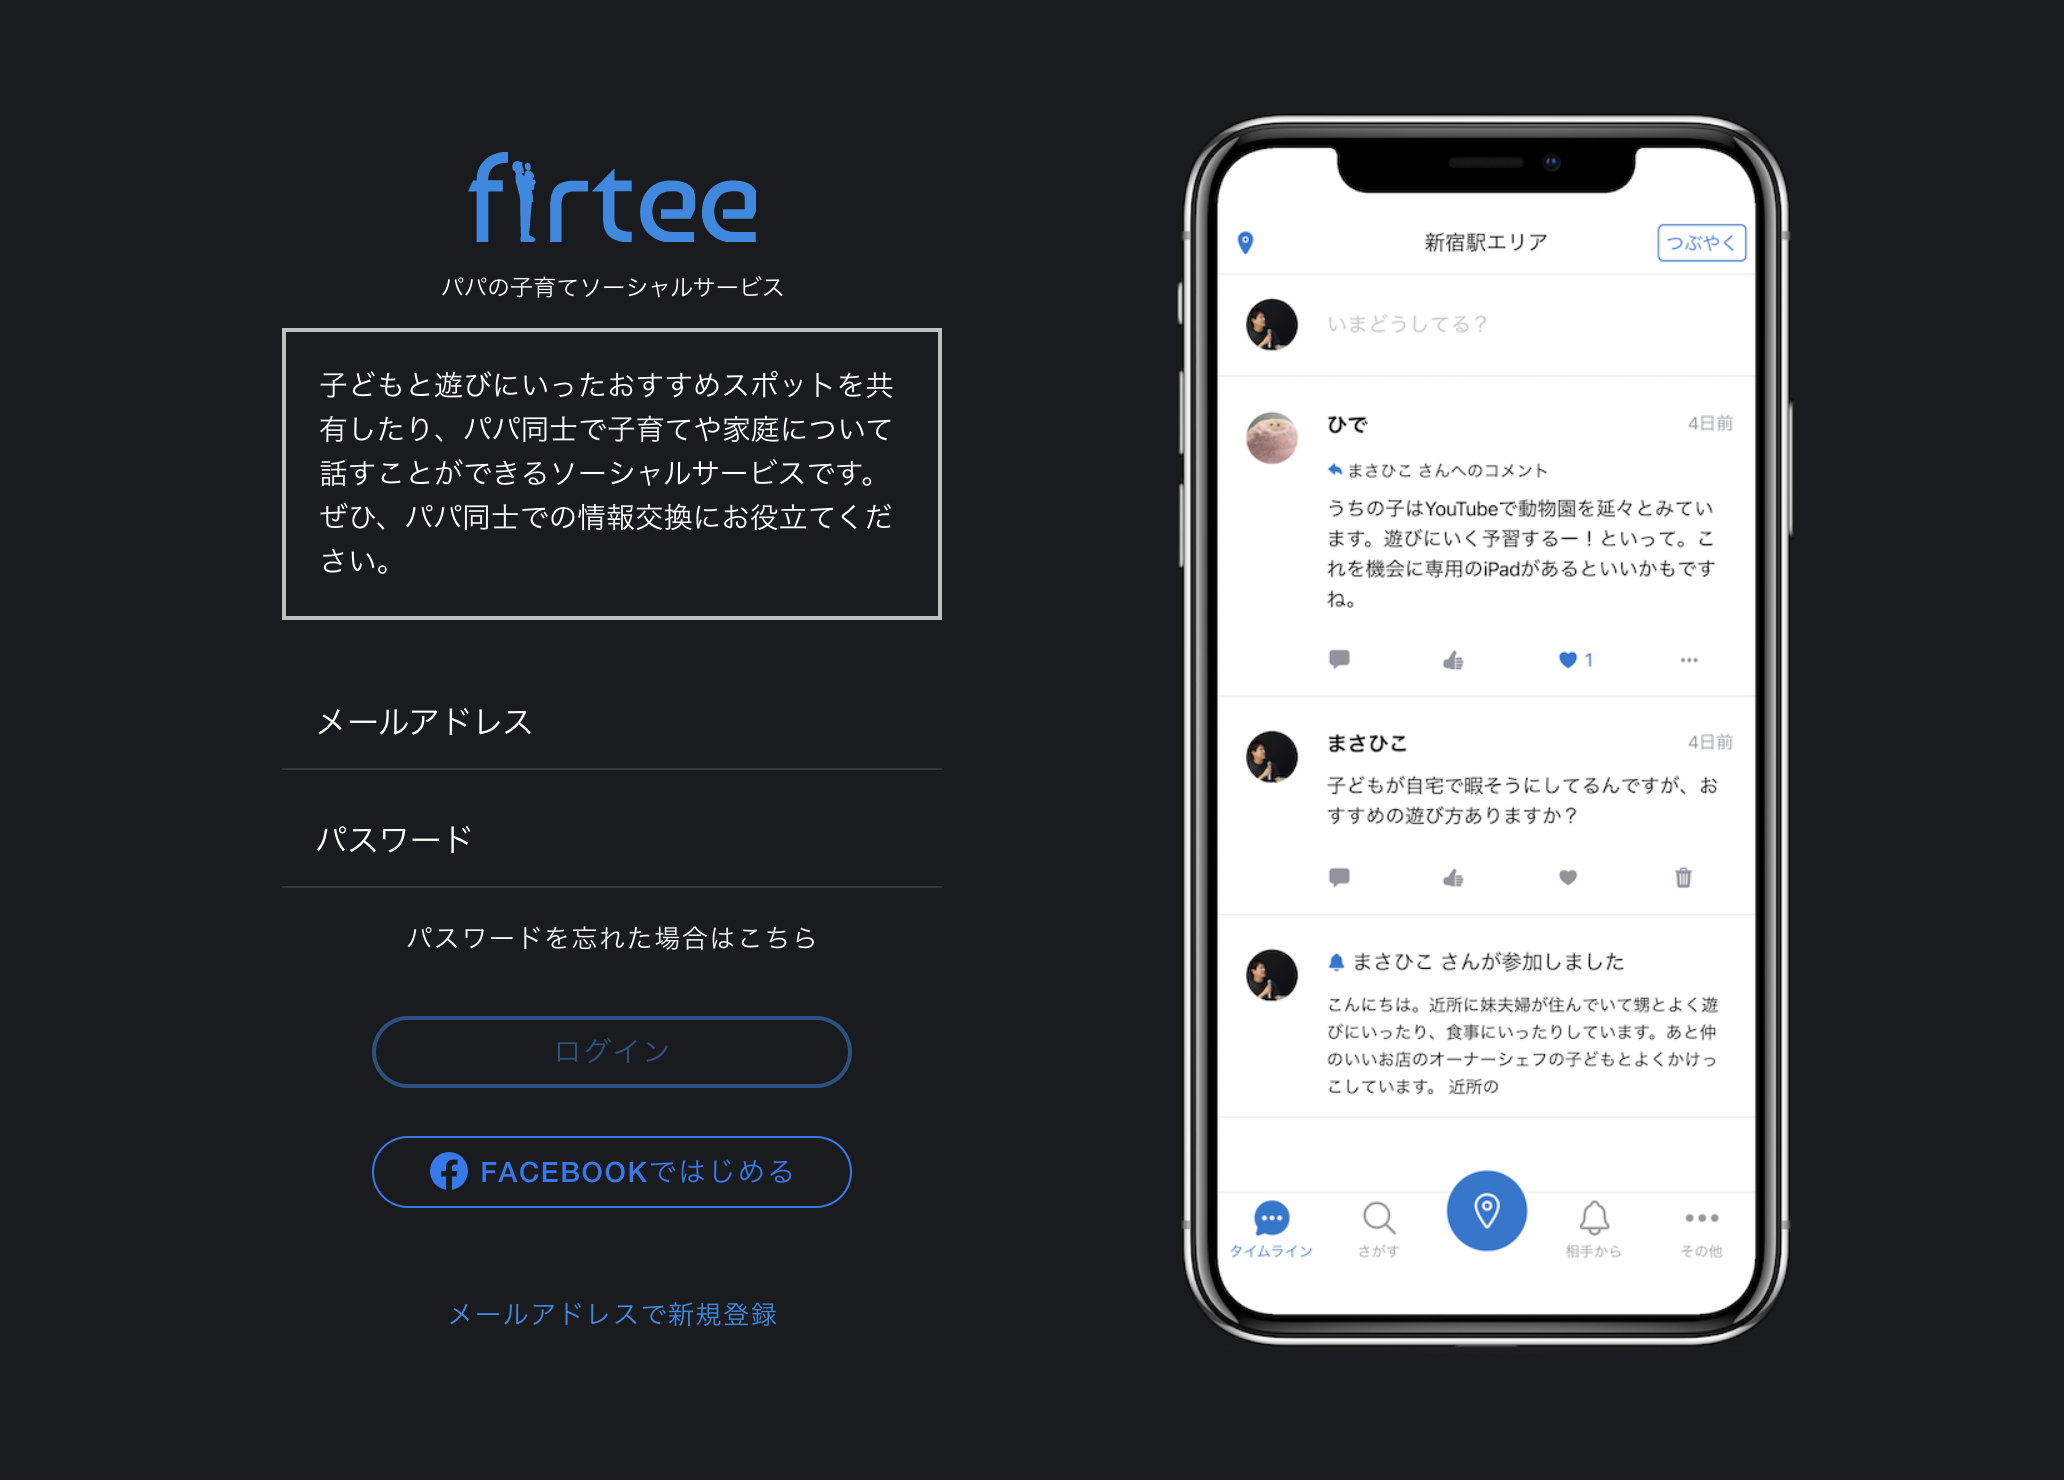 firtee
パパの子育てソーシャルサービス
子どもと遊びにいったおすすめスポットを共
有したり、パパ同士で子育てや家庭について
話すことができるソーシャルサービスです。
ぜひ、パパ同士での情報交換にお役立てくだ
さい。
メールアドレス
パスワード
パスワードを忘れた場合はこちら
ログイン
FACEBOOKではじめる
メールアドレスで新規登録
新宿駅エリア
つぶやく
いまどうしてる？
ひで
4日前
まさひこ さんへのコメント
うちの子はYouTubeで動物園を延々とみてい
ます。遊びにいく予習するー！といって。こ
れを機会に専用のiPadがあるといいかもです
ね。
1
まさひこ
4日前
子どもが自宅で暇そうにしてるんですが、お
すすめの遊び方ありますか？
まさひこ さんが参加しました
こんにちは。近所に妹夫婦が住んでいて甥とよく遊
びにいったり、食事にいったりしています。あと仲
のいいお店のオーナーシェフの子どもとよくかけっ
こしています。 近所の
タイムライン
さがす
相手から
その他